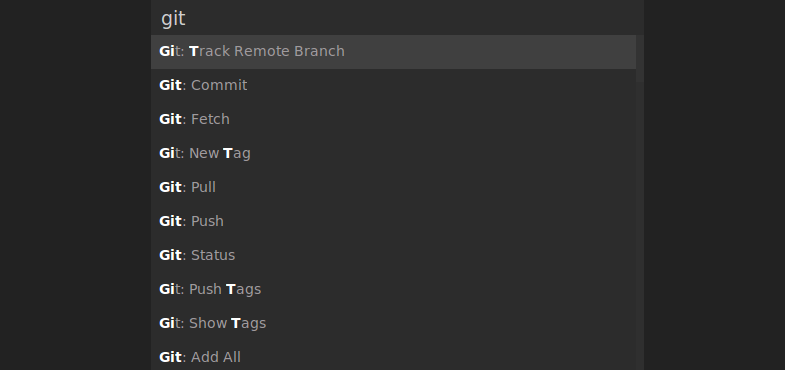 git
Git: Track Remote Branch
Git: Commit
Git: Fetch
Git: New Tag
Git: Pull
Git: Push
Git: Status
Git: Push Tags
Git: Show Tags
Git: Add All